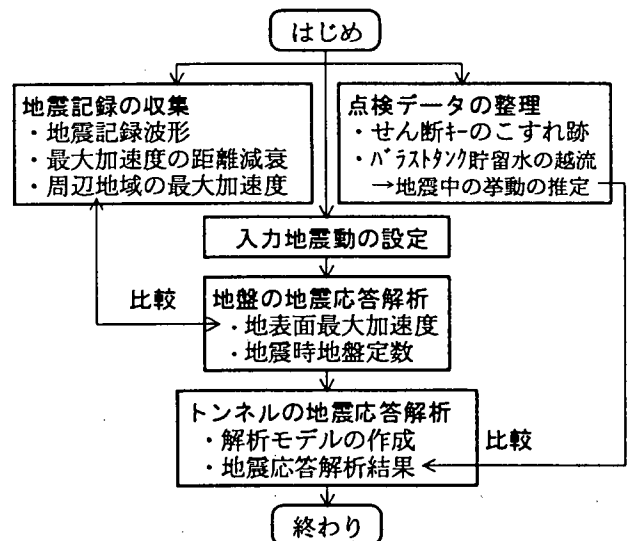 はじめ
地震記録の収集
・地震記録波形
・最大加速度の距離減衰
・周辺地域の最大加速度
点検データの整理
・せん断キーのこすれ跡
・バラストタンク貯留水の越流
→地震中の挙動の推定
入力地震動の設定
比較
地盤の地震応答解析
・地表面最大加速度
・地震時地盤定数
トンネルの地震応答解析
・解析モデルの作成
・地震応答解析結果
比較
終わり